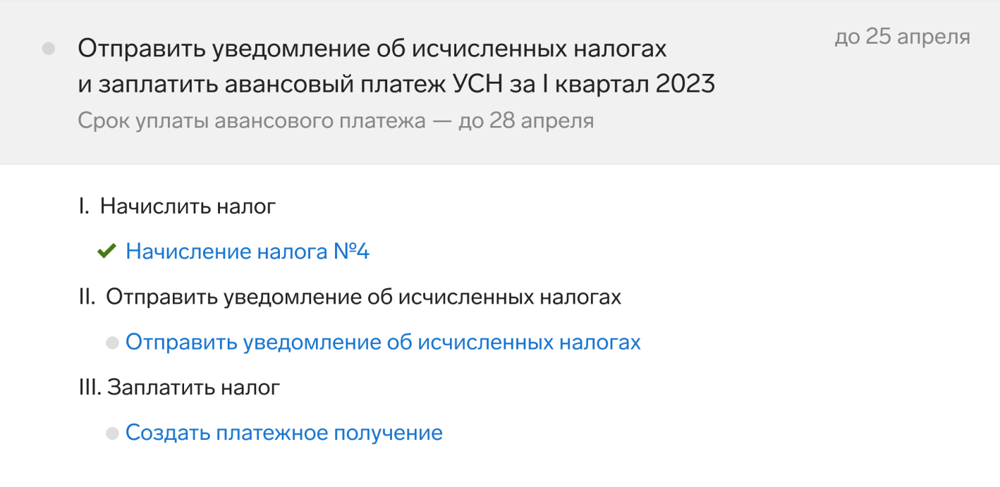 до 25 апреля
Отправить уведомление об исчисленных налогах
и заплатить авансовый платеж УСН за I квартал 2023
Срок уплаты авансового платежа — до 28 апреля
I. Начислить налог
Начисление налога №4
II. Отправить уведомление об исчисленных налогах
Отправить уведомление об исчисленных налогах
III. Заплатить налог
Создать платежное получение